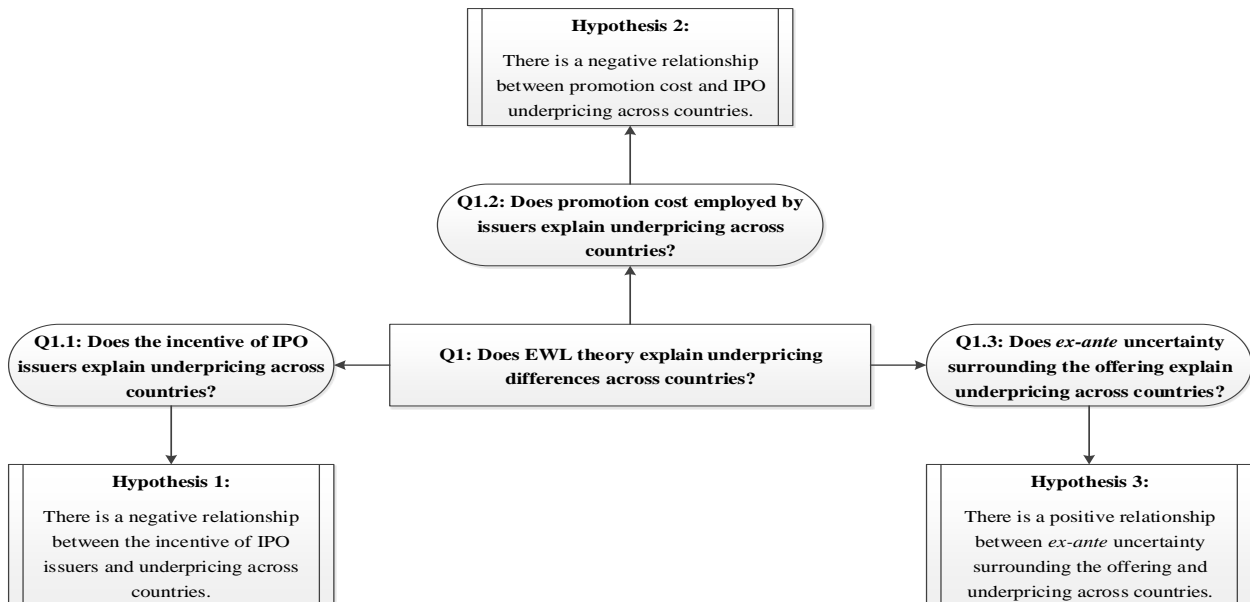 Hypothesis 2:
There is a negative relationship
between promotion cost and IPO
underpricing across countries.
Q1.2: Does promotion cost employed by
issuers explain underpricing across
countries?
Q1.1: Does the incentive of IPO
issuers explain underpricing across
countries?
Q1: Does EWL theory explain underpricing
differences across countries?
Q1.3: Does ex-ante uncertainty
surrounding the offering explain
underpricing across countries?
Hypothesis 1:
There is a negative relationship
between the incentive of IPO
issuers and underpricing across
countries.
Hypothesis 3:
There is a positive relationship
between ex-ante uncertainty
surrounding the offering and
underpricing across countries.